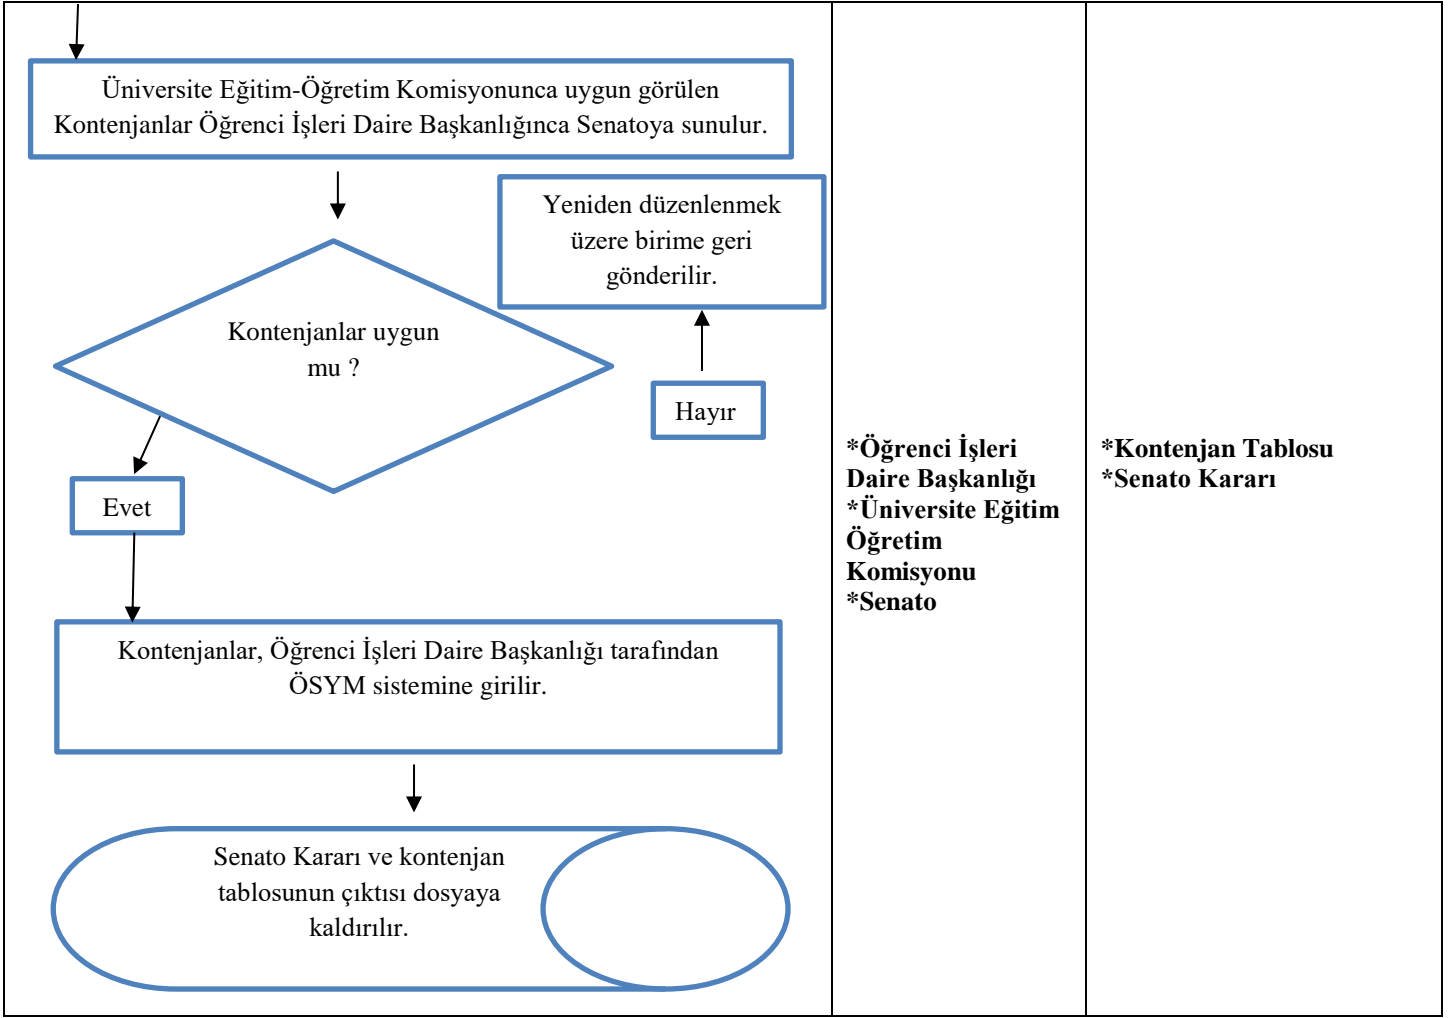 Üniversite Eğitim-Öğretim Komisyonunca uygun görülen
Kontenjanlar Öğrenci İşleri Daire Başkanlığınca Senatoya sunulur.
Yeniden düzenlenmek
üzere birime geri
gönderilir.
Kontenjanlar uygun
mu ?
Hayır
Evet
Kontenjanlar, Öğrenci İşleri Daire Başkanlığı tarafından
ÖSYM sistemine girilir.
Senato Kararı ve kontenjan
tablosunun çıktısı dosyaya
kaldırılır.
*Öğrenci İşleri
Daire Başkanlığı
*Üniversite Eğitim
Öğretim
Komisyonu
*Senato
*Kontenjan Tablosu
*Senato Kararı